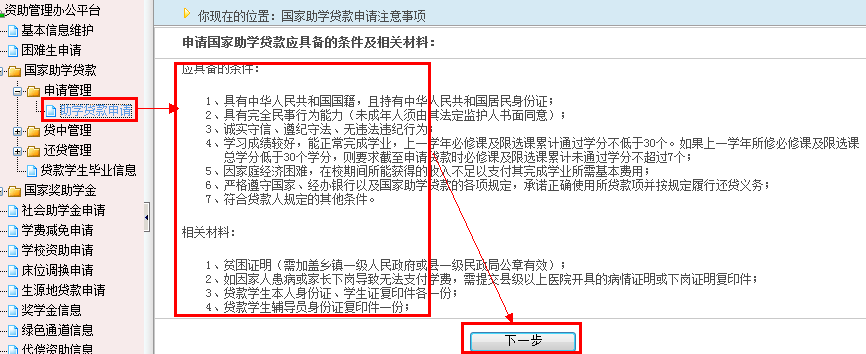 资助管理办公平台
基本信息维护
困难生申请
国家助学贷款
申请管理
助学贷款申请
贷中管理
还贷管理
贷款学生毕业信息
国家奖助学金
社会助学金申请
学费减免申请
学校资助申请
床位调换申请
生源地贷款申请
奖学金信息
绿色通道信息
代偿资助信息
你现在的位置：国家助学贷款申请注意事项
申请国家助学贷款应具备的条件及相关材料：
应具备的条件：
1、具有中华人民共和国国籍，且持有中华人民共和国居民身份证；
2、具有完全民事行为能力（未成年人须由其法定监护人书面同意）；
3、诚实守信、遵纪守法、无违法违纪行为；
4、学习成绩较好，能正常完成学业，上一学年必修课及限选课累计通过学分不低于30个。如果上一学年所修必修课及限选课
总学分低于30个学分，则要求截至申请贷款时必修课及限选课累计未通过学分不超过7个；
5、因家庭经济困难，在校期间所能获得的收入不足以支付其完成学业所需基本费用；
6、严格遵守国家、经办银行以及国家助学贷款的各项规定，承诺正确使用所贷款项并按规定履行还贷义务；
7、符合贷款人规定的其他条件。
相关材料：
1、贫困证明（需加盖乡镇一级人民政府或县一级民政局公章有效）；
2、如因家人患病或家长下岗导致无法支付学费，需提交县级以上医院开具的病情证明或下岗证明复印件；
3、贷款学生本人身份证、学生证复印件各一份；
4、贷款学生辅导员身份证复印件一份；
下一步